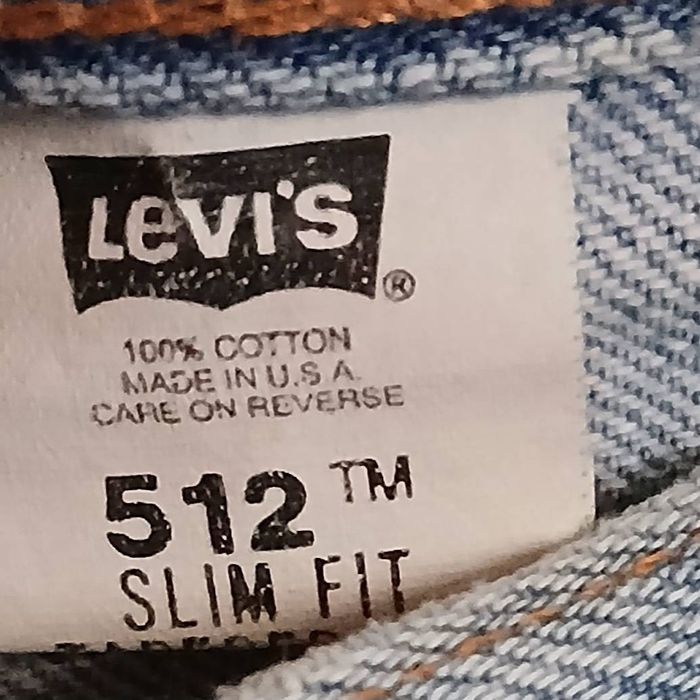 LEVI'S ®
100% COTTON
MADE IN U.S.A.
CARE ON REVERSE
512 ™
SLIM FIT